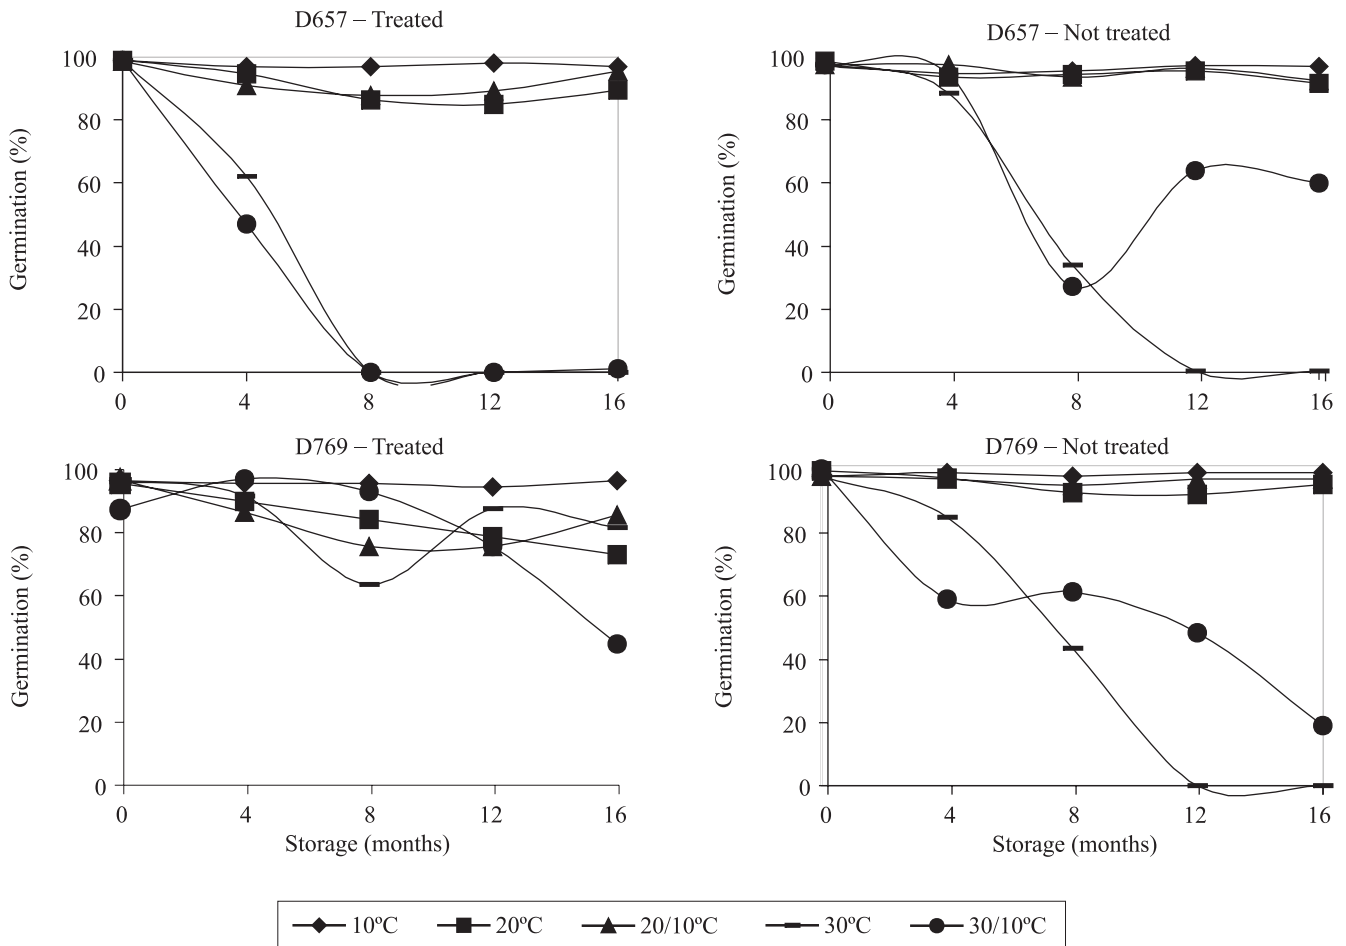 D657 – Treated
100
80
60
40
20
0
Germination (%)
0 4 8 12 16
D657 – Not treated
100
80
60
40
20
0
Germination (%)
0 4 8 12 16
D769 – Treated
100
80
60
40
20
0
Germination (%)
0 4 8 12 16
Storage (months)
D769 – Not treated
100
80
60
40
20
0
Germination (%)
0 4 8 12 16
Storage (months)
10ºC 20ºC 20/10ºC 30ºC 30/10ºC